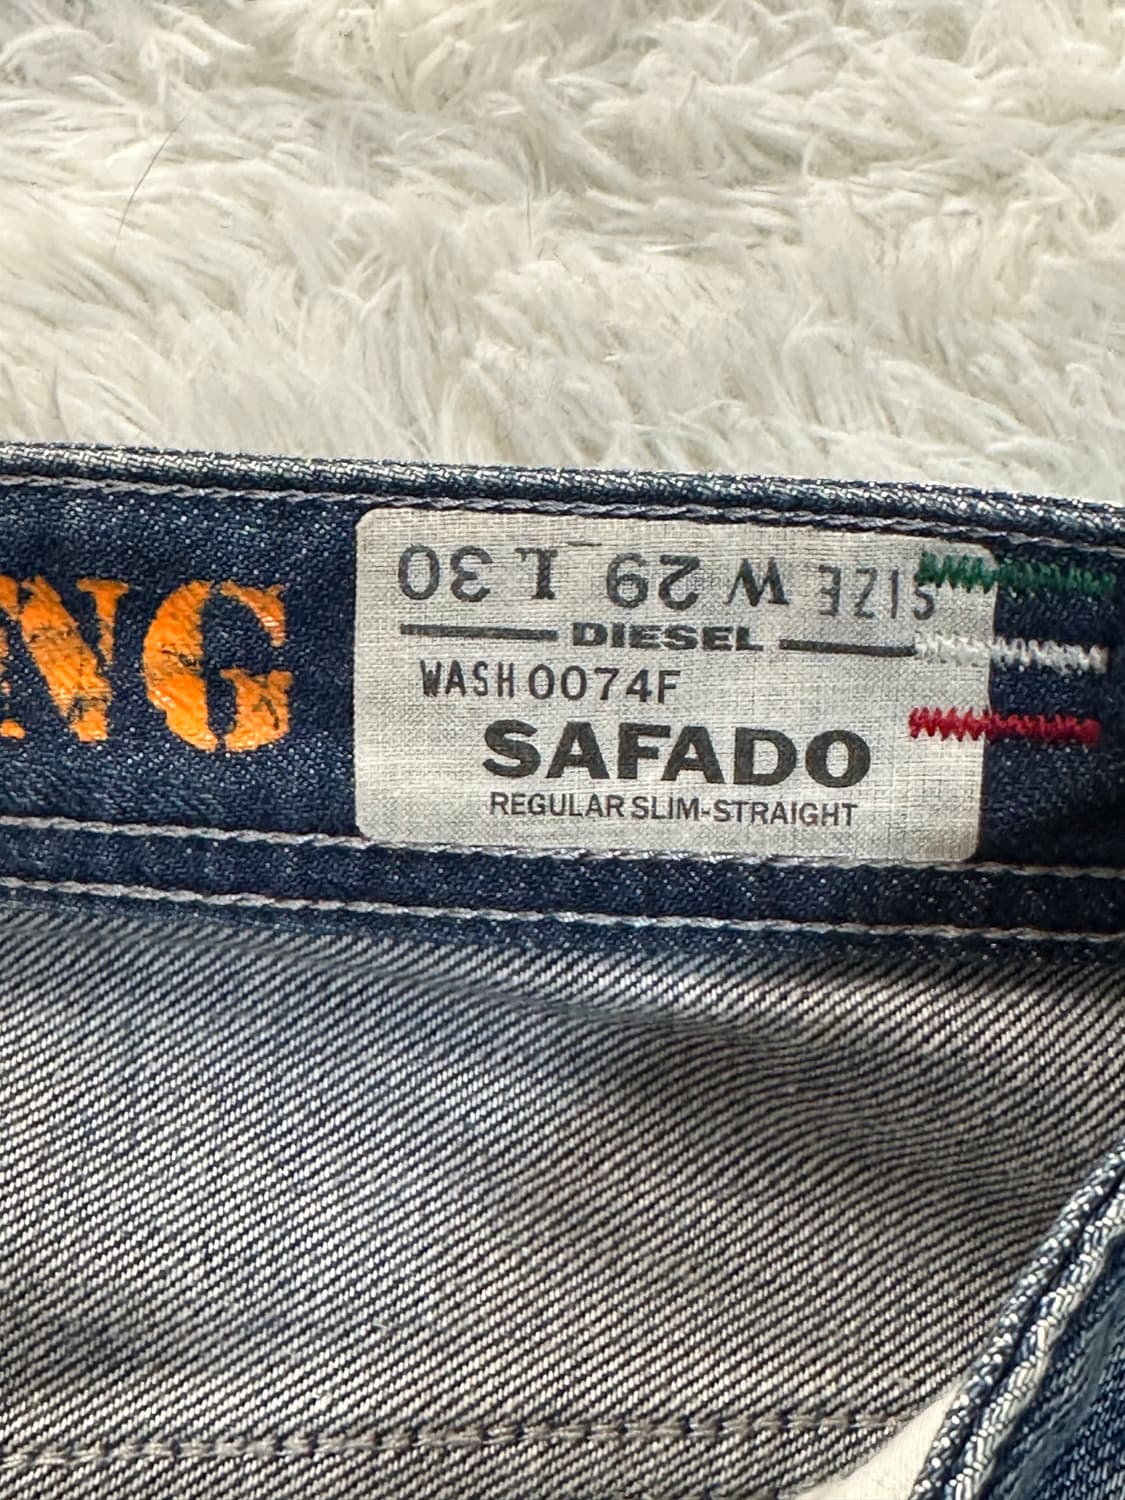 NG
SIZE W 29 L 30
DIESEL
WASH 0074F
SAFADO
REGULAR SLIM-STRAIGHT